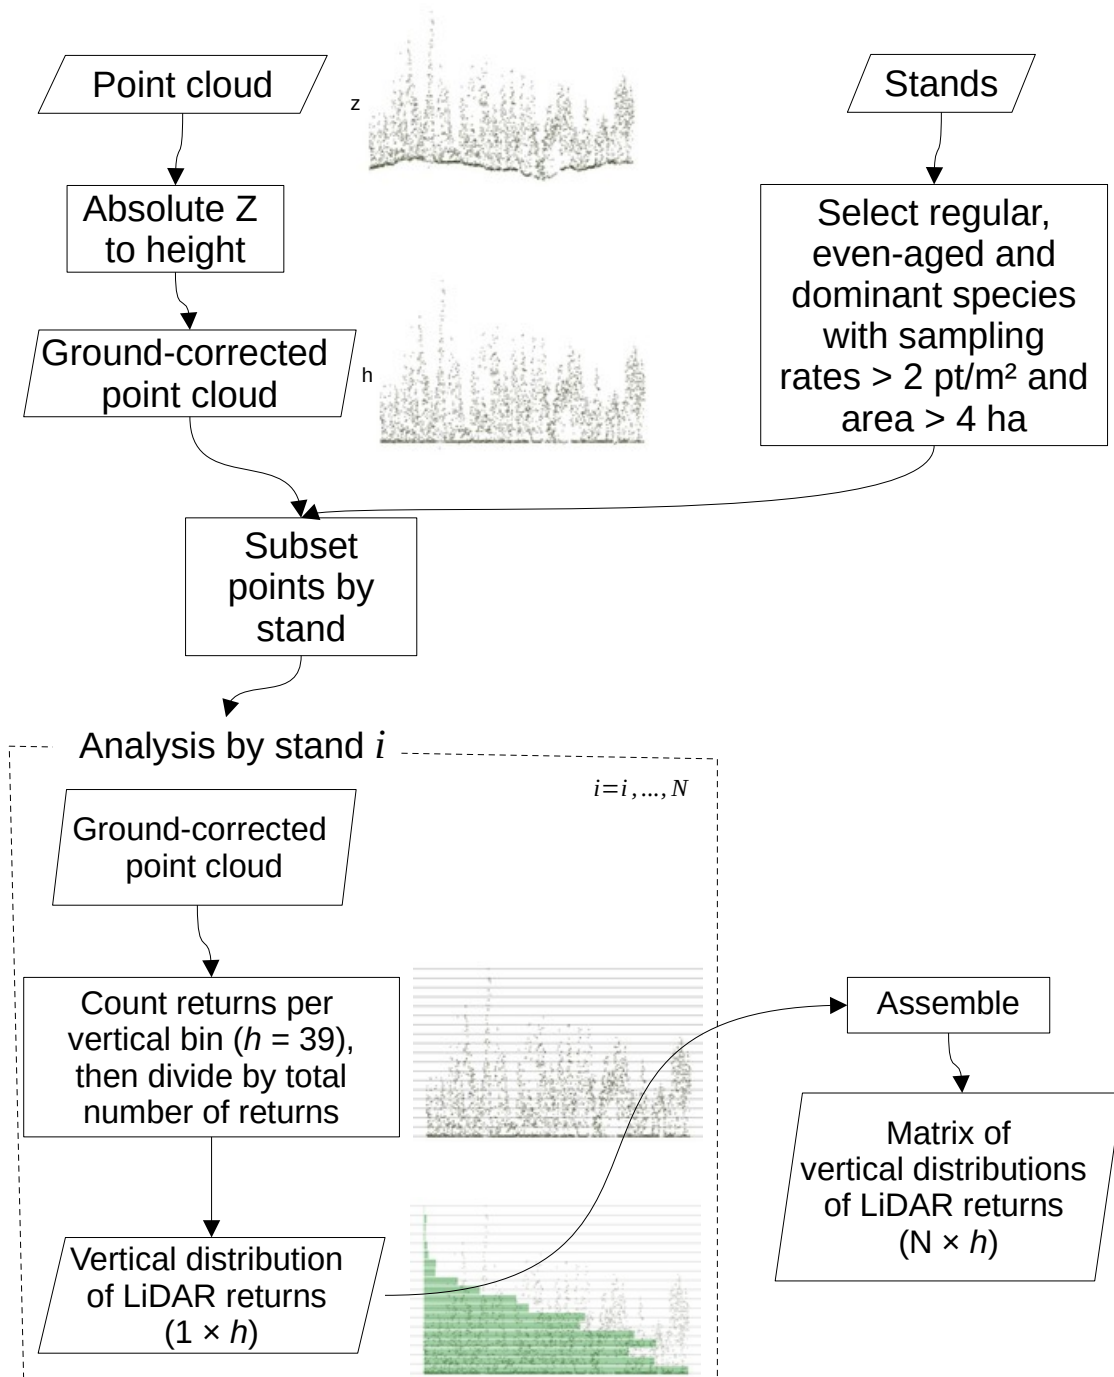 Point cloud
z
Stands
Absolute Z
to height
Select regular,
even-aged and
dominant species
with sampling
rates > 2 pt/m² and
area > 4 ha
Ground-corrected
point cloud
h
Subset
points by
stand
Analysis by stand i
i=i,...,N
Ground-corrected
point cloud
Count returns per
vertical bin (h = 39),
then divide by total
number of returns
Assemble
Vertical distribution
of LiDAR returns
(1 × h)
Matrix of
vertical distributions
of LiDAR returns
(N × h)